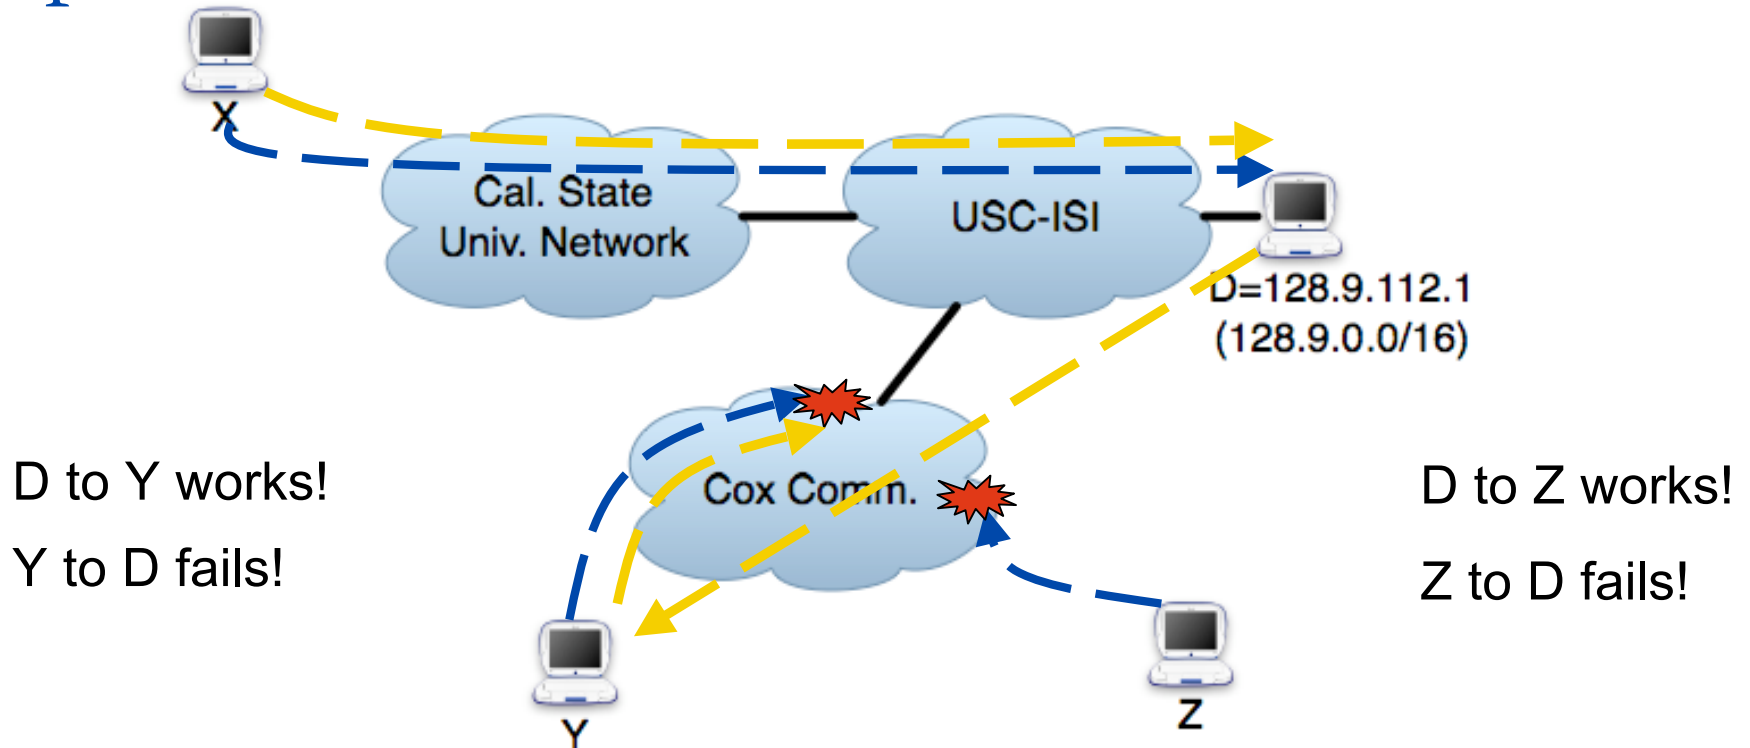 X
Cal. State
Univ. Network
USC-ISI
D=128.9.112.1
(128.9.0.0/16)
D to Y works!
Y to D fails!
Cox Comm.
D to Z works!
Z to D fails!
Y
Z